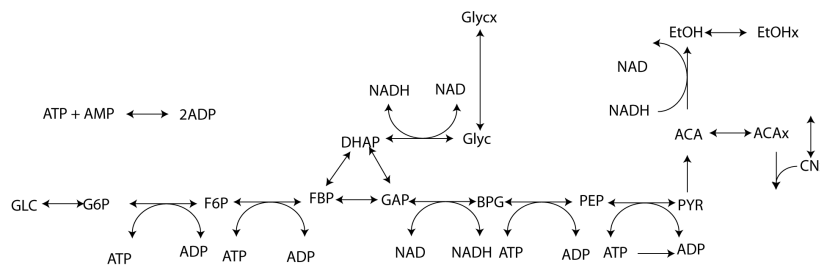 Glycx
EtOH EtOHx
NAD
NADH NAD
NADH
ATP + AMP 2ADP
DHAP Glyc
ACA ACAx
CN
GLC G6P F6P FBP GAP BPG PEP PYR
ATP ADP ATP ADP NAD NADH ATP ADP ATP ADP